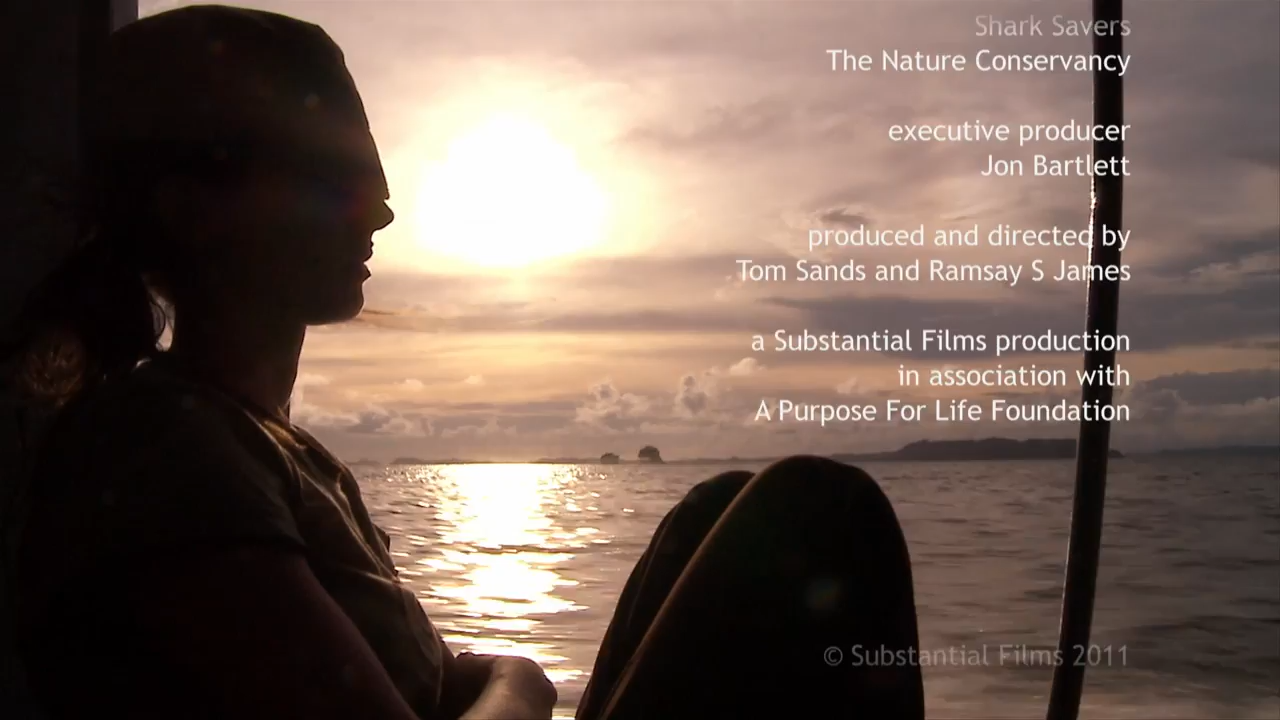 Shark Savers
The Nature Conservancy
executive producer
Jon Bartlett
produced and directed by
Tom Sands and Ramsay S James
a Substantial Films production
in association with
A Purpose For Life Foundation
© Substantial Films 2011